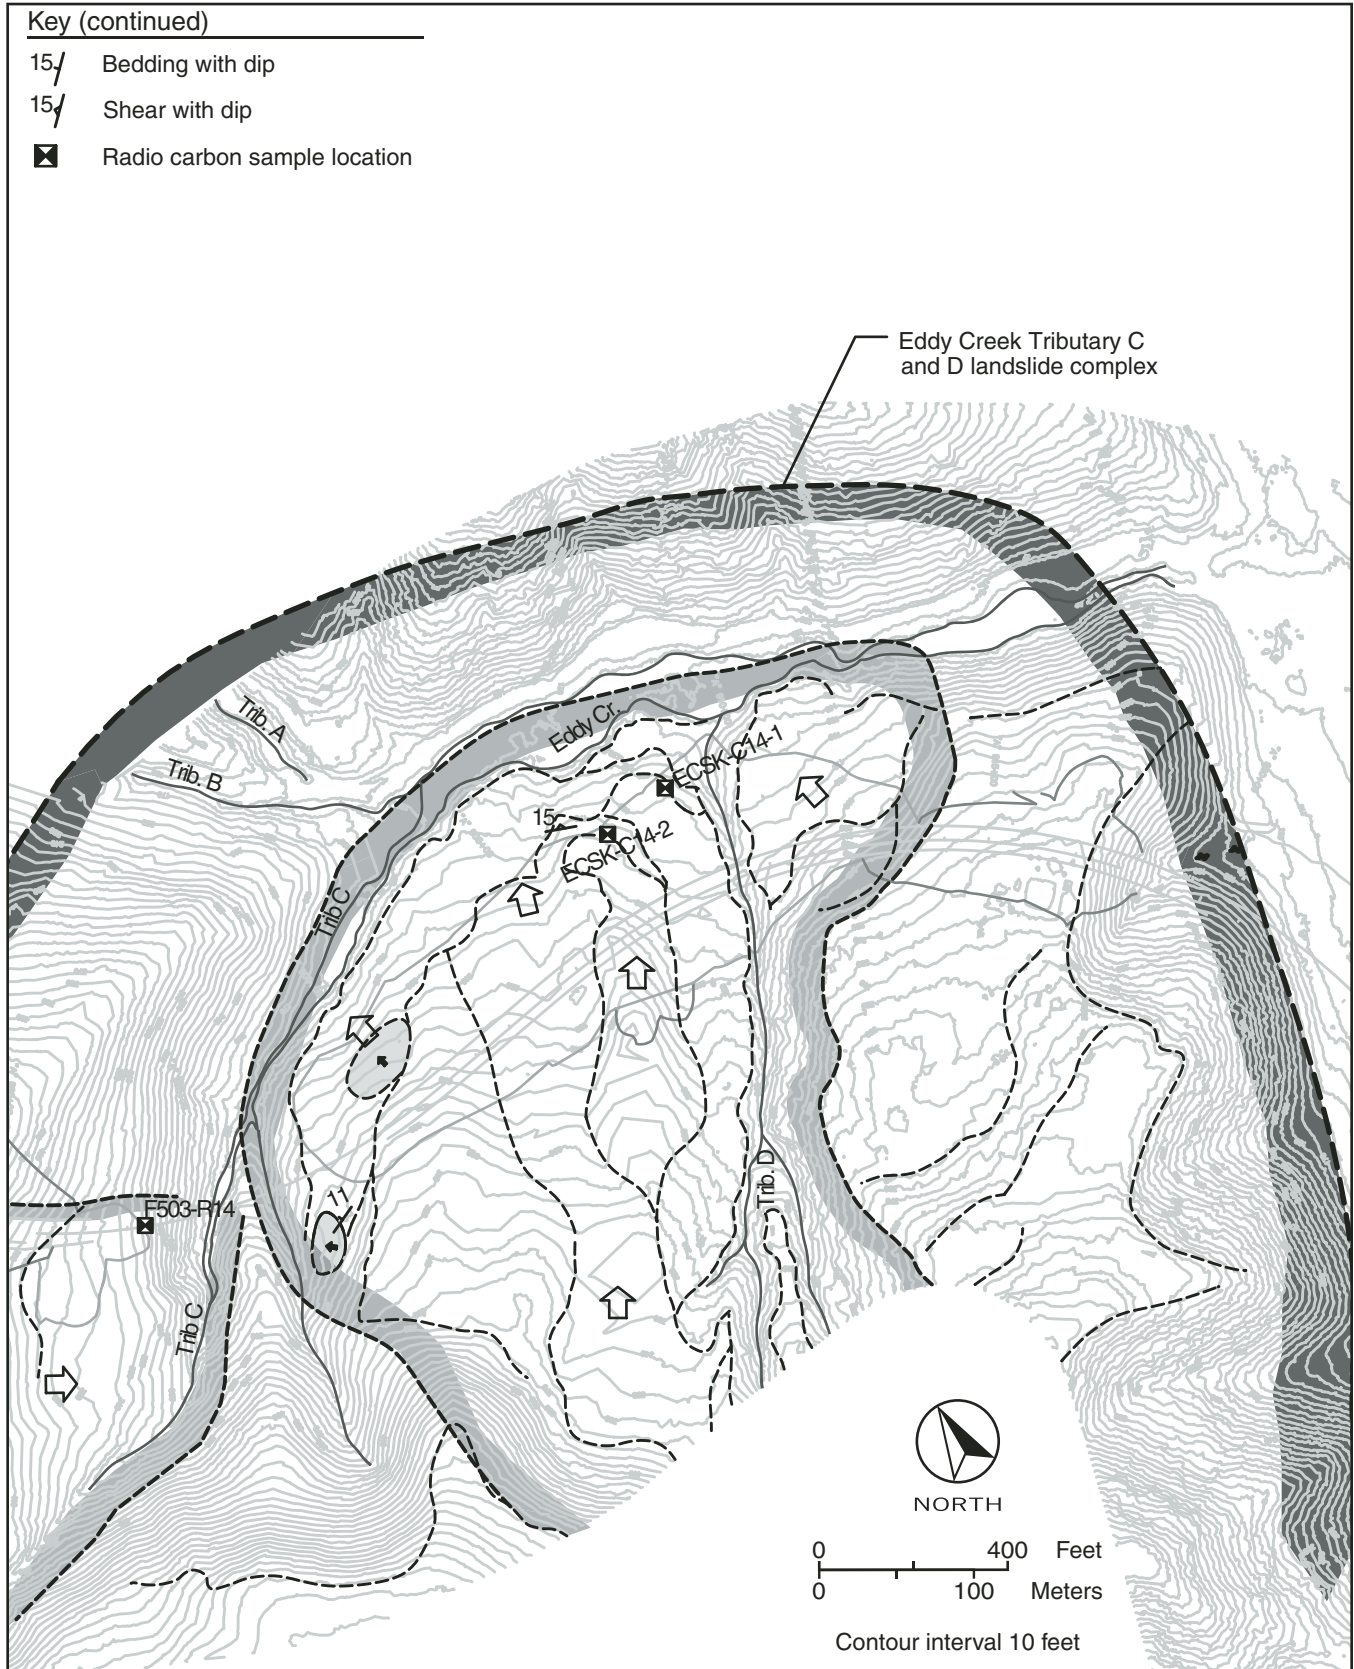 Key (continued)
15 Bedding with dip
15 Shear with dip
Radio carbon sample location
Eddy Creek Tributary C
and D landslide complex
Trib. A
Trib. B
Eddy Cr.
ECSK-C14-1
15
ECSK-C14-2
Trib C
Trib. D
11
F503-R14
Trib C
NORTH
0 400 Feet
0 100 Meters
Contour interval 10 feet